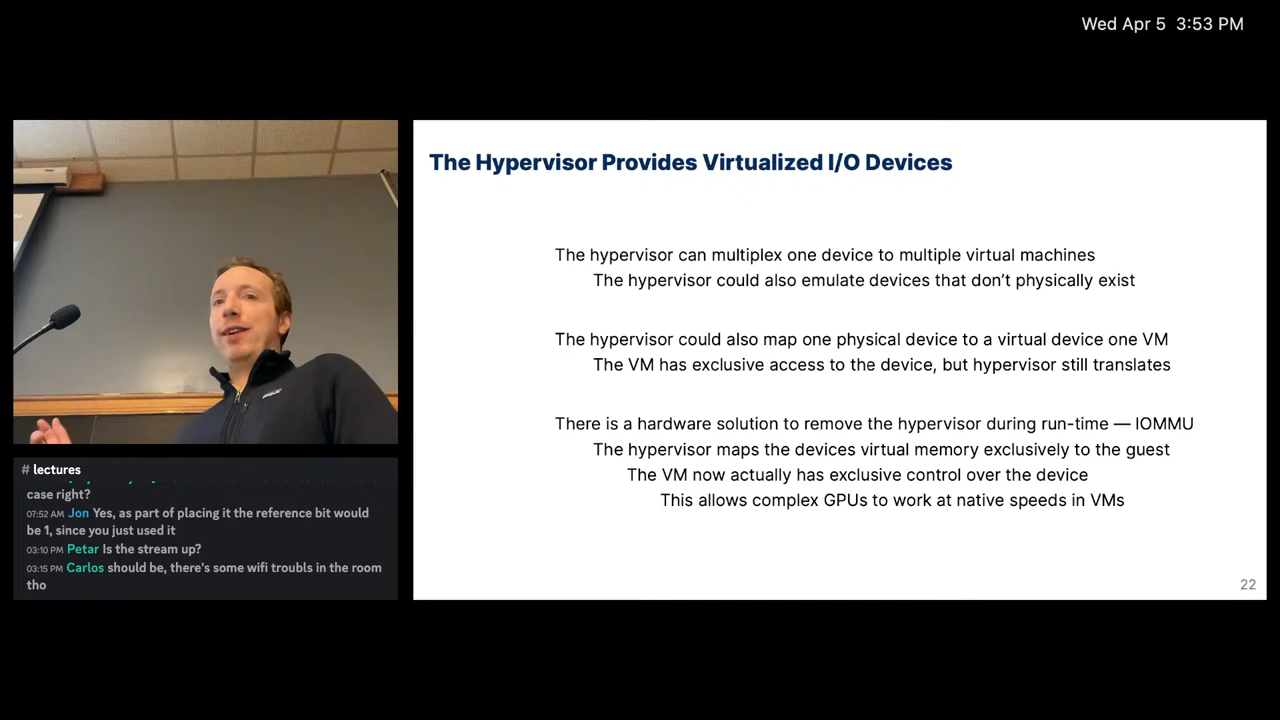 Wed Apr 5 3:53 PM
The Hypervisor Provides Virtualized I/O Devices
The hypervisor can multiplex one device to multiple virtual machines
The hypervisor could also emulate devices that don't physically exist
The hypervisor could also map one physical device to a virtual device one VM
The VM has exclusive access to the device, but hypervisor still translates
There is a hardware solution to remove the hypervisor during run-time — IOMMU
The hypervisor maps the devices virtual memory exclusively to the guest
The VM now actually has exclusive control over the device
This allows complex GPUs to work at native speeds in VMs
22
# lectures
case right?
07:52 AM Jon Yes, as part of placing it the reference bit would
be 1, since you just used it
03:10 PM Petar Is the stream up?
03:15 PM Carlos should be, there's some wifi troubls in the room
tho